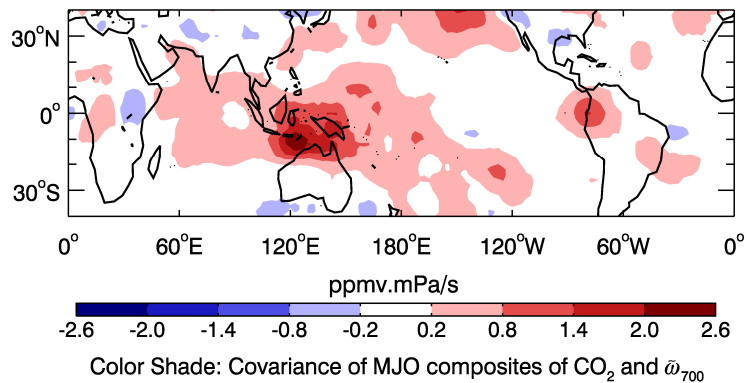 30°N
0°
30°S
0° 60°E 120°E 180°E 120°W 60°W 0°
ppmv.mPa/s
-2.6 -2.0 -1.4 -0.8 -0.2 0.2 0.8 1.4 2.0 2.6
Color Shade: Covariance of MJO composites of CO₂ and ω̃₇₀₀